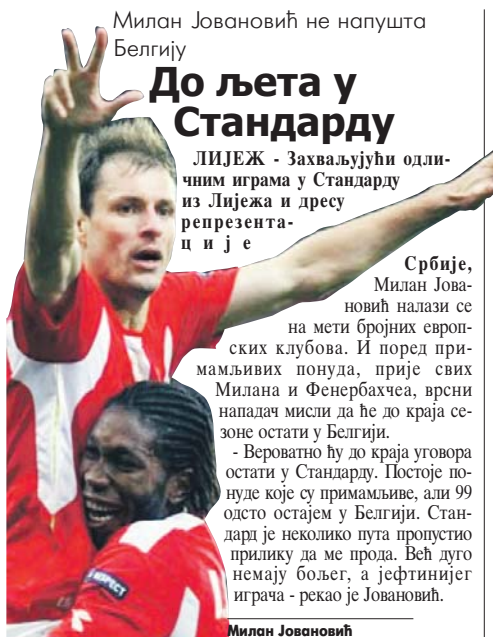 Милан Јовановић не напушта
Белгију
До љета у
Стандарду
ЛИЈЕЖ - Захваљујући одли-
чним играма у Стандарду
из Лијежа и дресу
репрезента-
ције
Србије,
Милан Јова-
новић налази се
на мети бројних европ-
ских клубова. И поред при-
мамљивих понуда, прије свих
Милана и Фенербахчеа, врсни
нападач мисли да ће до краја се-
зоне остати у Белгији.
- Вероватно ћу до краја уговора
остати у Стандарду. Постоје по-
нуде које су примамљиве, али 99
одсто остајем у Белгији. Стан-
дард је неколико пута пропустио
прилику да ме прода. Већ дуго
немају бољег, а јефтинијег
играча - рекао је Јовановић.
RESPECT
Милан Јовановић